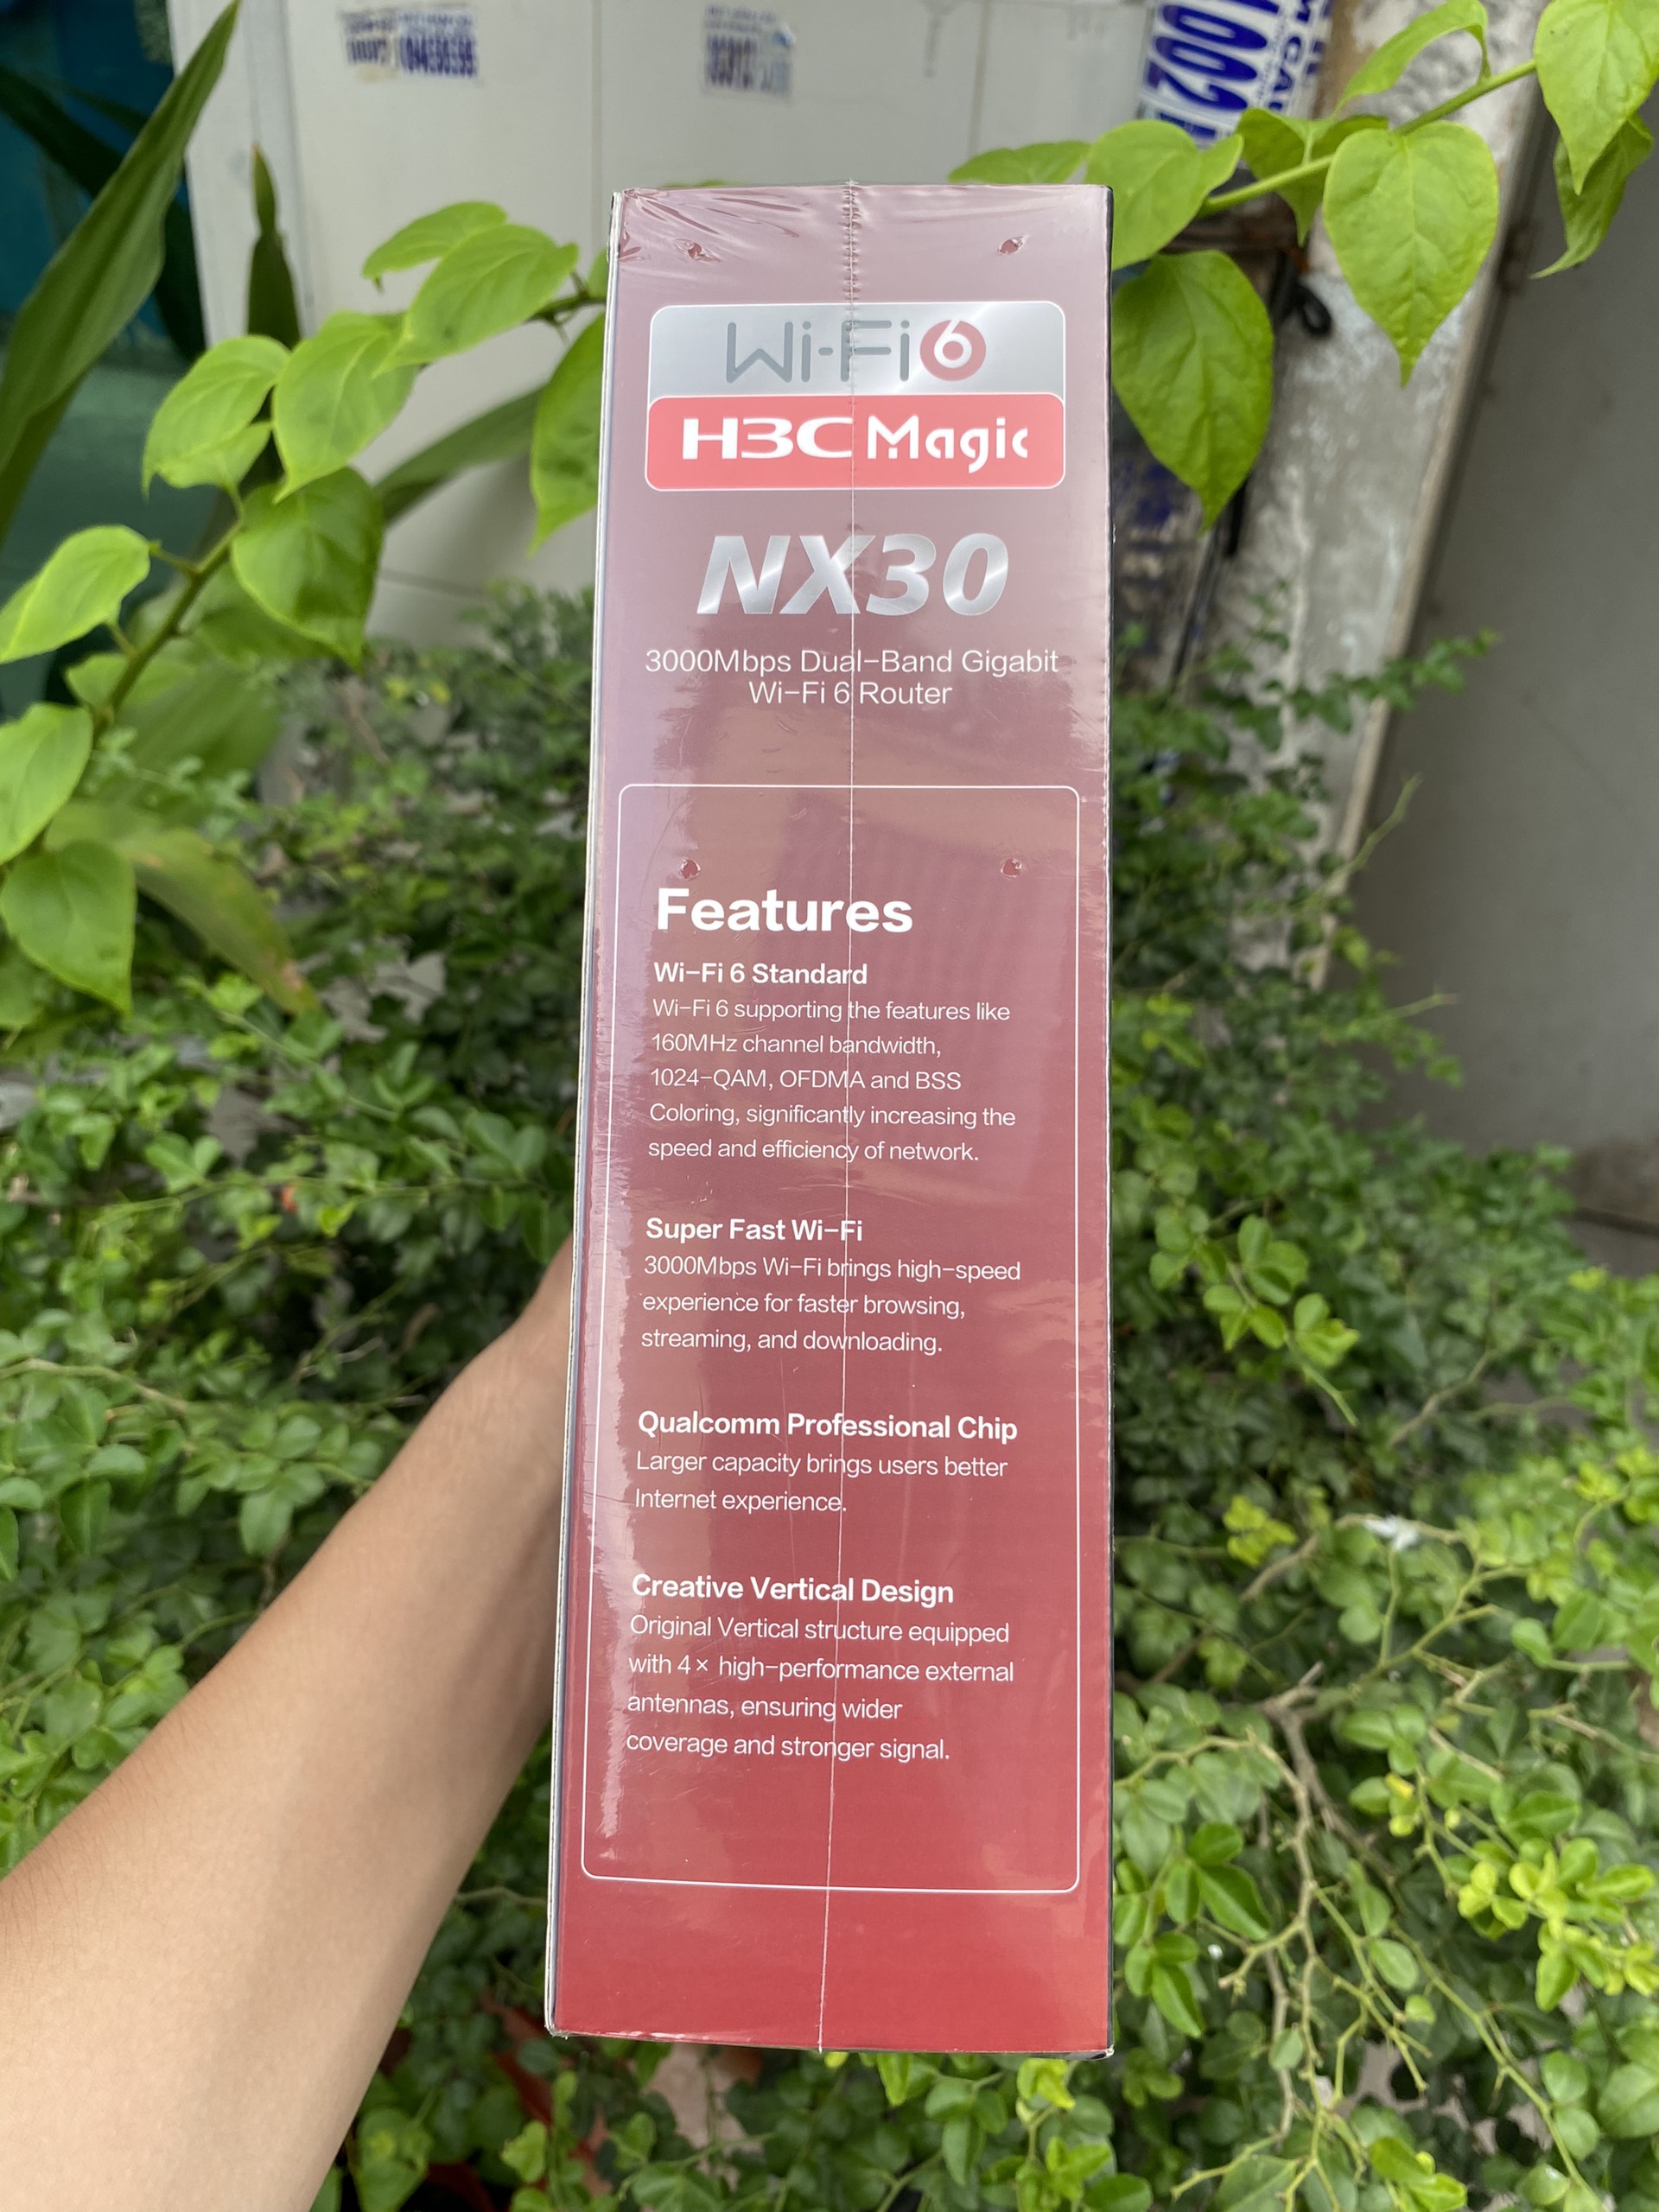 Wi-Fi 6
H3C Magic
NX30
3000Mbps Dual-Band Gigabit
Wi-Fi 6 Router
Features
Wi-Fi 6 Standard
Wi-Fi 6 supporting the features like
160MHz channel bandwidth,
1024-QAM, OFDMA and BSS
Coloring, significantly increasing the
speed and efficiency of network.
Super Fast Wi-Fi
3000Mbps Wi-Fi brings high-speed
experience for faster browsing,
streaming, and downloading.
Qualcomm Professional Chip
Larger capacity brings users better
Internet experience.
Creative Vertical Design
Original Vertical structure equipped
with 4× high-performance external
antennas, ensuring wider
coverage and stronger signal.